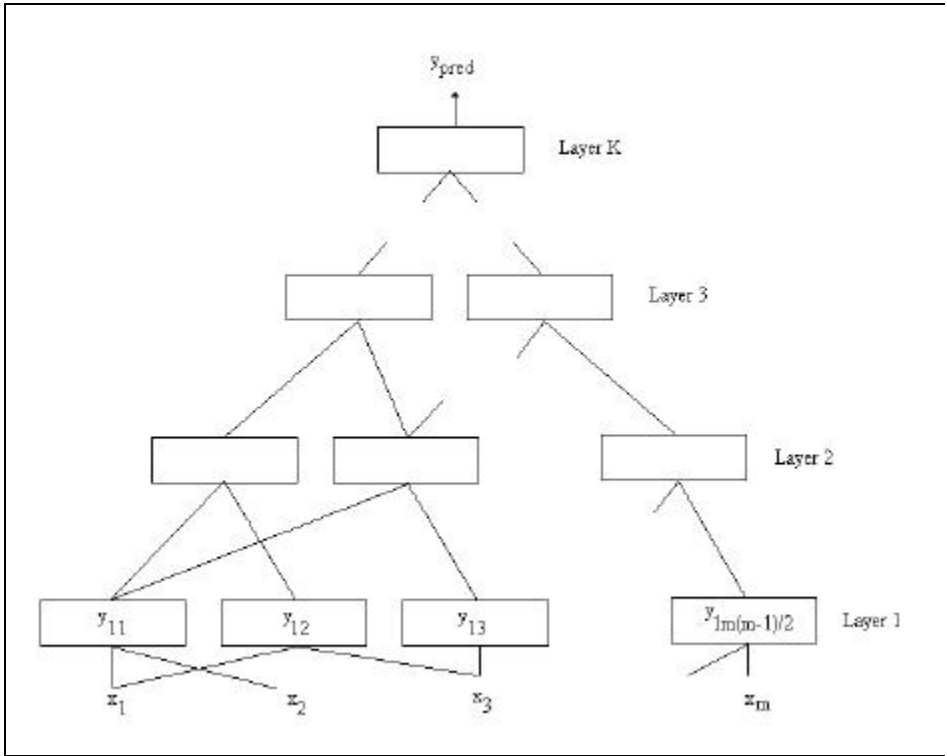 y_pred
Layer K
Layer 3
Layer 2
y_11 y_12 y_13 y_1m(m-1)/2 Layer 1
x_1 x_2 x_3 x_m